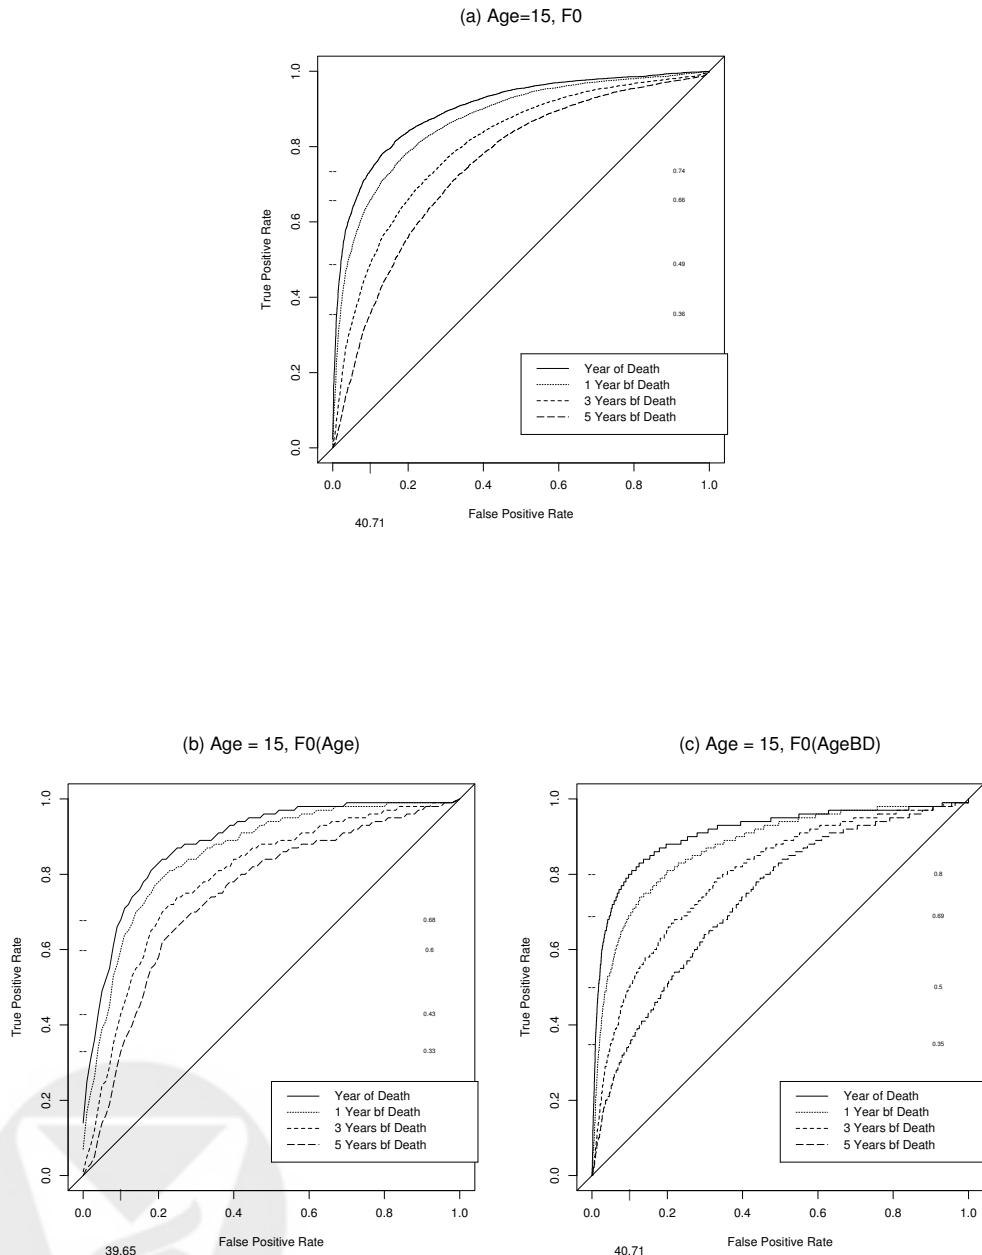 (a) Age=15, F0
True Positive Rate
1.0
0.8
0.6
0.4
0.2
0.0
0.74
0.66
0.49
0.36
Year of Death
1 Year bf Death
3 Years bf Death
5 Years bf Death
0.0 0.2 0.4 0.6 0.8 1.0
False Positive Rate
40.71
(b) Age = 15, F0(Age)
True Positive Rate
1.0
0.8
0.6
0.4
0.2
0.0
0.68
0.6
0.43
0.33
Year of Death
1 Year bf Death
3 Years bf Death
5 Years bf Death
0.0 0.2 0.4 0.6 0.8 1.0
False Positive Rate
39.65
(c) Age = 15, F0(AgeBD)
True Positive Rate
1.0
0.8
0.6
0.4
0.2
0.0
0.8
0.69
0.5
0.35
Year of Death
1 Year bf Death
3 Years bf Death
5 Years bf Death
0.0 0.2 0.4 0.6 0.8 1.0
False Positive Rate
40.71